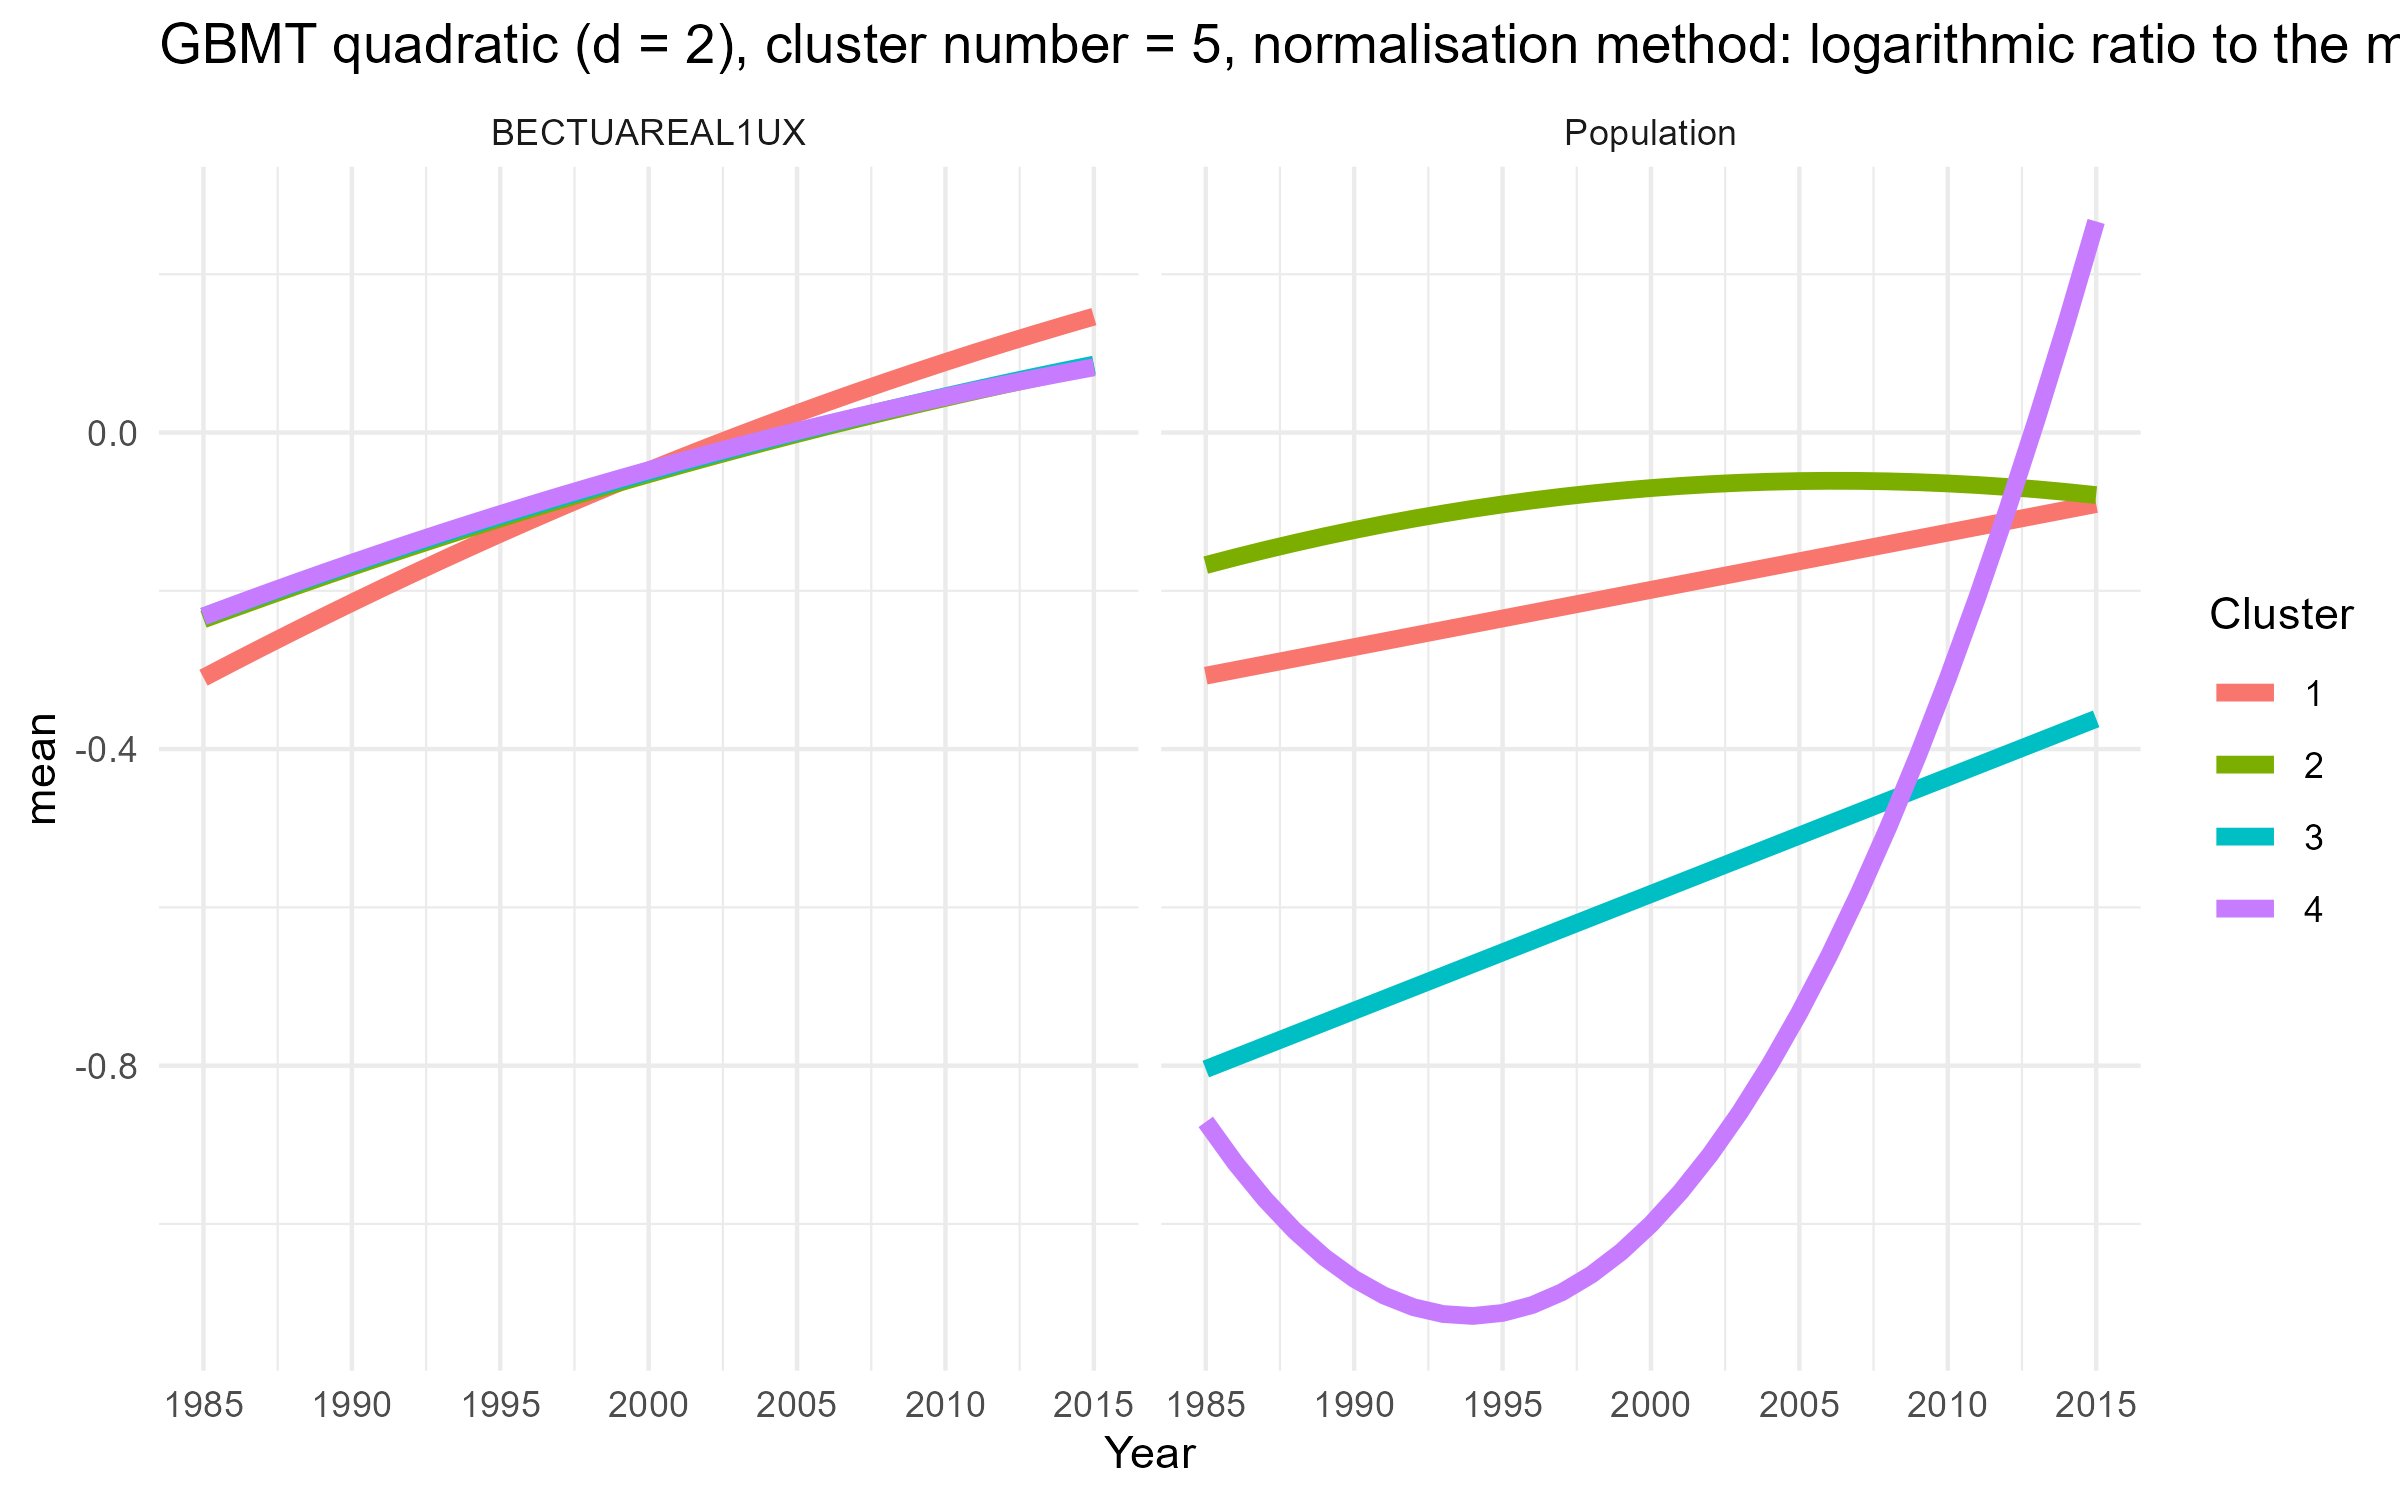 GBMT quadratic (d = 2), cluster number = 5, normalisation method: logarithmic ratio to the
BECTUAREAL1UX
Population
mean
0.0
-0.4
-0.8
1985 1990 1995 2000 2005 2010 2015
1985 1990 1995 2000 2005 2010 2015
Year
Cluster
1
2
3
4